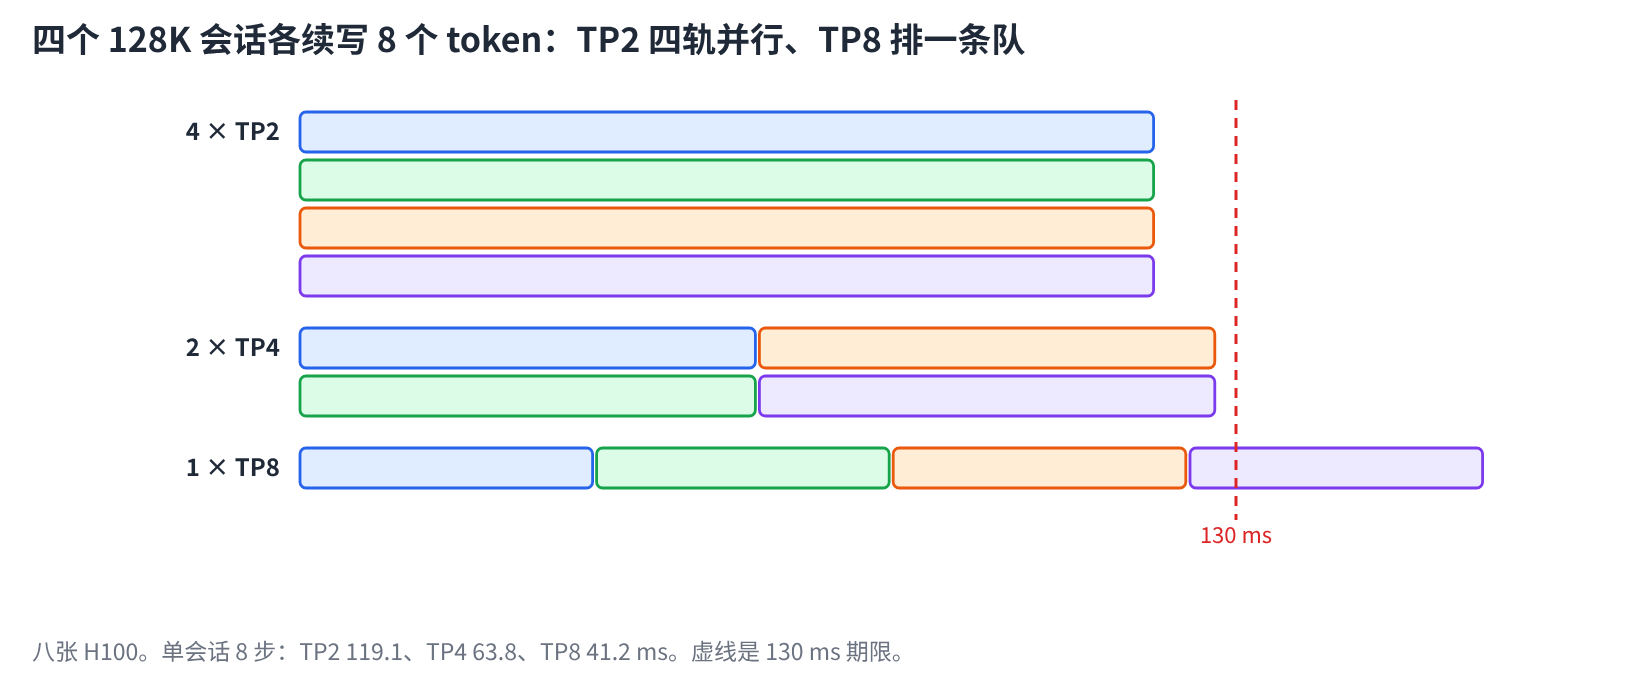 四个 128K 会话各续写 8 个 token：TP2 四轨并行、TP8 排一条队
4 × TP2
2 × TP4
1 × TP8
130 ms
八张 H100。单会话 8 步：TP2 119.1、TP4 63.8、TP8 41.2 ms。虚线是 130 ms 期限。